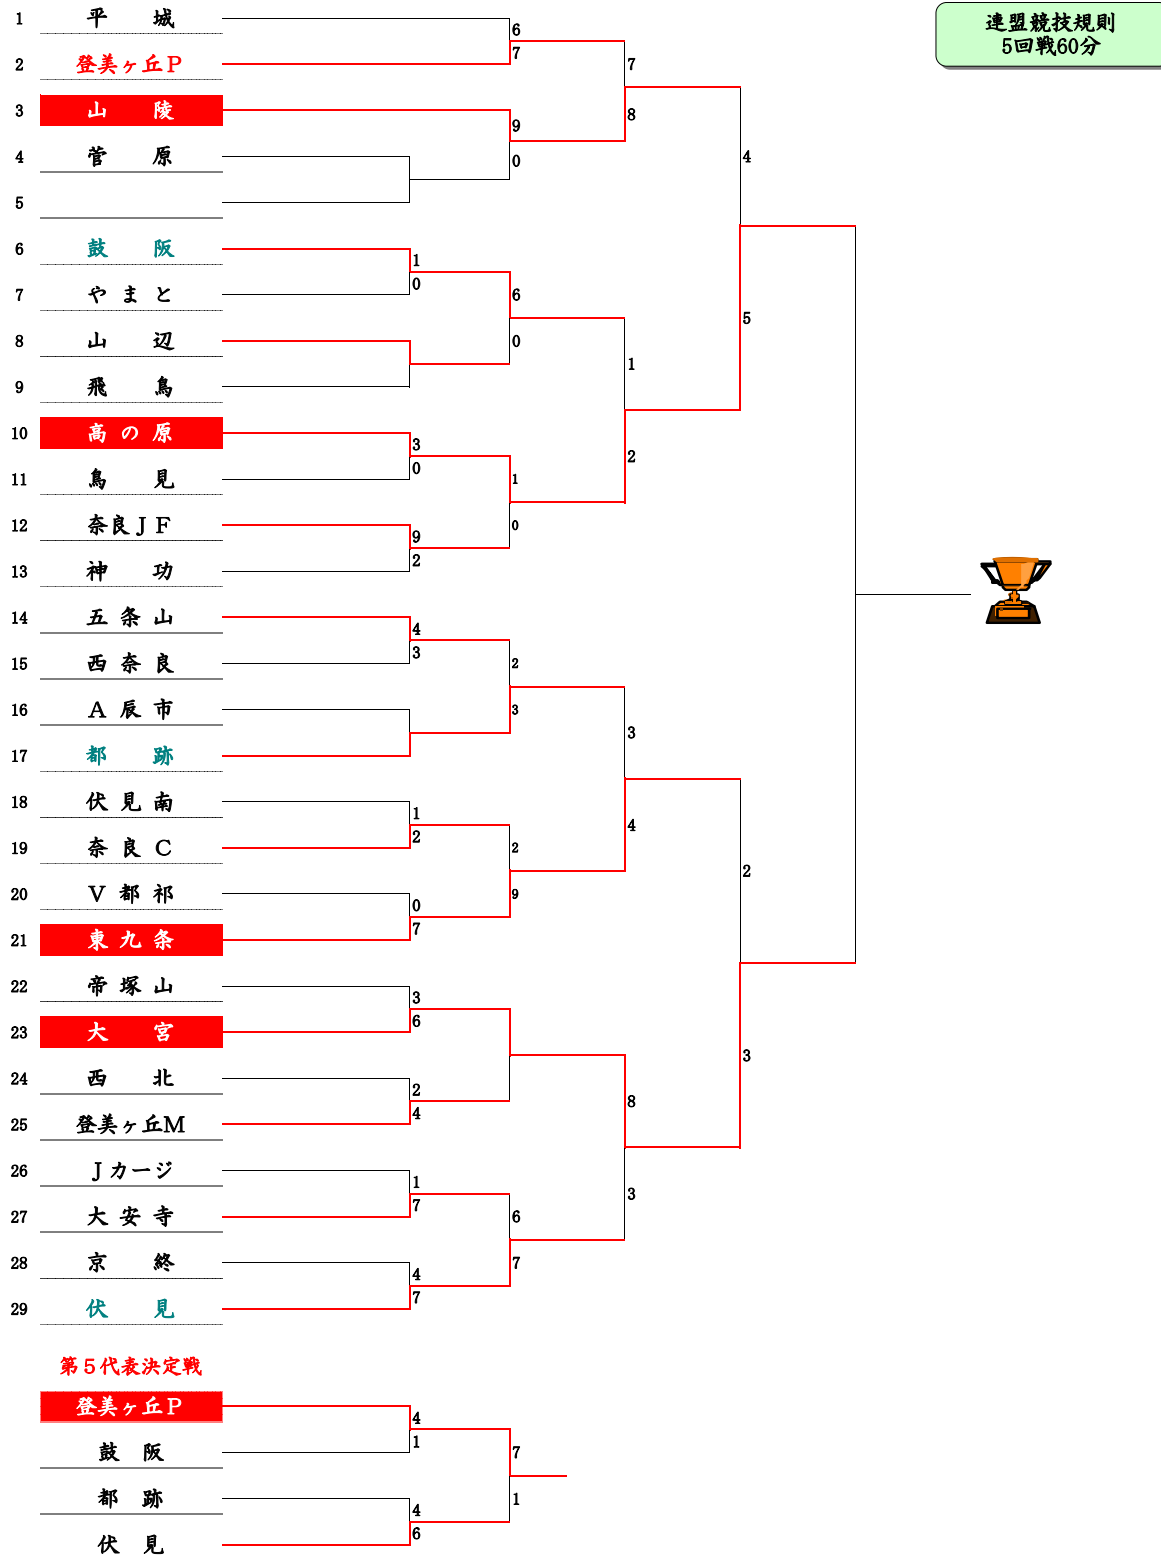 連盟競技規則
5回戦60分
1 平 城
6
2 登美ヶ丘P
7
7
3 山 陵
9
8
4 菅 原
0
4
5
6 鼓 阪
1
7 やまと
0
6
5
8 山 辺
0
1
9 飛 鳥
10 高の原
3
2
11 鳥 見
0
1
12 奈良JF
9
0
13 神 功
2
14 五条山
4
15 西奈良
3
2
16 A辰市
3
3
17 都 跡
18 伏見南
1
4
19 奈良C
2
2
2
20 V都祁
0
9
21 東九条
7
22 帝塚山
3
23 大 宮
6
3
24 西 北
2
8
25 登美ヶ丘M
4
26 Jカージ
1
3
27 大安寺
7
6
28 京 終
4
7
29 伏 見
7
第5代表決定戦
登美ヶ丘P
4
鼓 阪
1
7
都 跡
4
1
伏 見
6